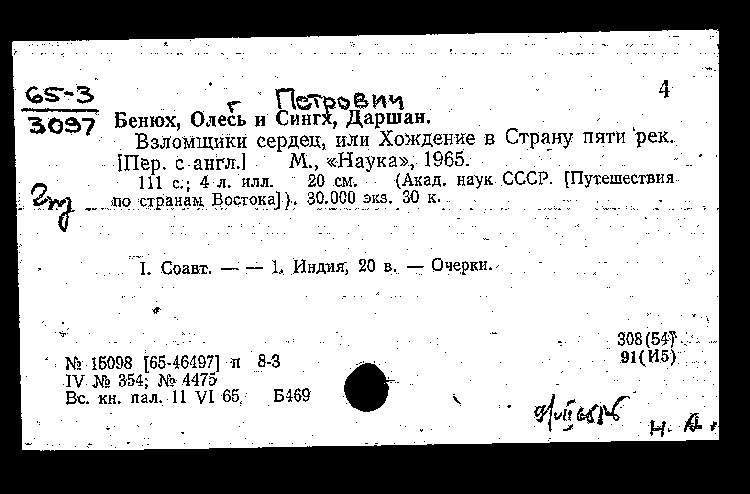 65-3
3097
4
Петрович
Бенюх, Олесь и Сингх, Даршан.
Взломщики сердец, или Хождение в Страну пяти рек.
[Пер. с англ.] М., «Наука», 1965.
111 с.; 4 л. илл. 20 см. (Акад. наук СССР. [Путешествия
по странам Востока]). 30.000 экз. 30 к.
I. Соавт. — — 1. Индия, 20 в. — Очерки.
308(54)
91(И5)
№ 15098 [65-46497] п 8-3
IV № 354; № 4475
Вс. кн. пал. 11 VI 65. Б469
Н. А.